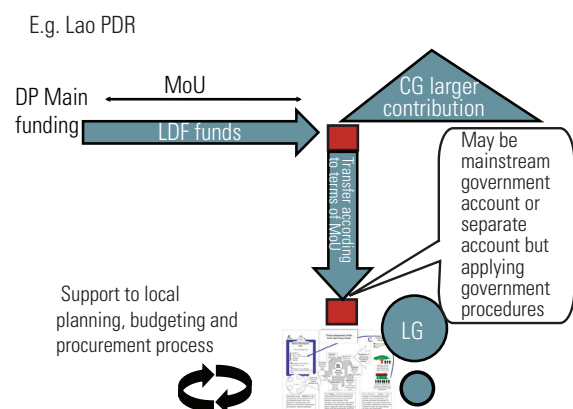 E.g. Lao PDR
CG larger
contribution
MoU
DP Main
funding
LDF funds
Transfer according
to terms of MoU
May be
mainstream
government
account or
separate
account but
applying
government
procedures
Support to local
planning, budgeting and
procurement process
LG